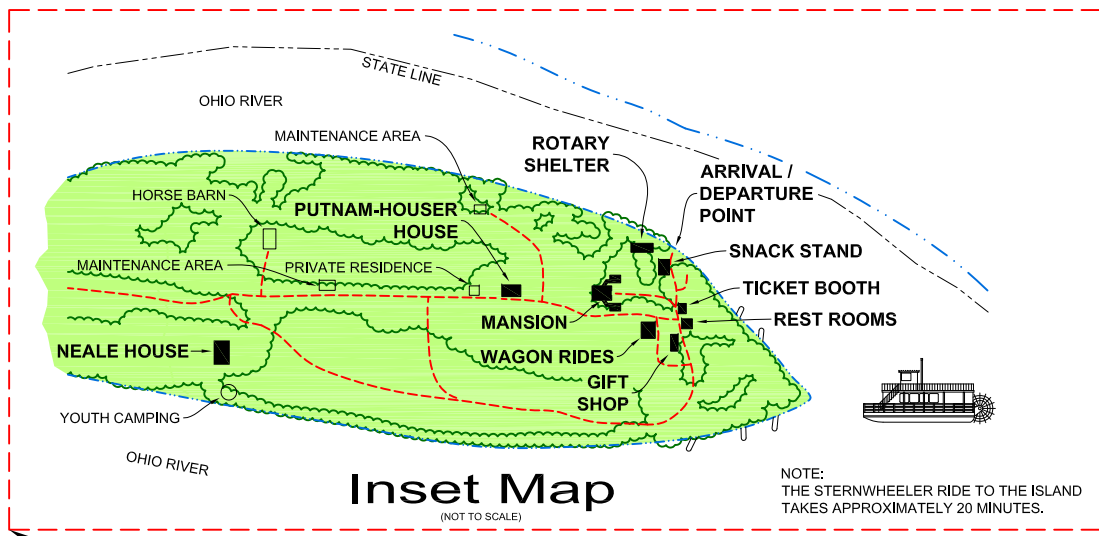 STATE LINE
OHIO RIVER
MAINTENANCE AREA
ROTARY
SHELTER
ARRIVAL /
DEPARTURE
POINT
HORSE BARN
PUTNAM-HOUSER
HOUSE
SNACK STAND
MAINTENANCE AREA
PRIVATE RESIDENCE
TICKET BOOTH
MANSION
REST ROOMS
NEALE HOUSE
WAGON RIDES
GIFT
SHOP
YOUTH CAMPING
OHIO RIVER
Inset Map
(NOT TO SCALE)
NOTE:
THE STERNWHEELER RIDE TO THE ISLAND
TAKES APPROXIMATELY 20 MINUTES.